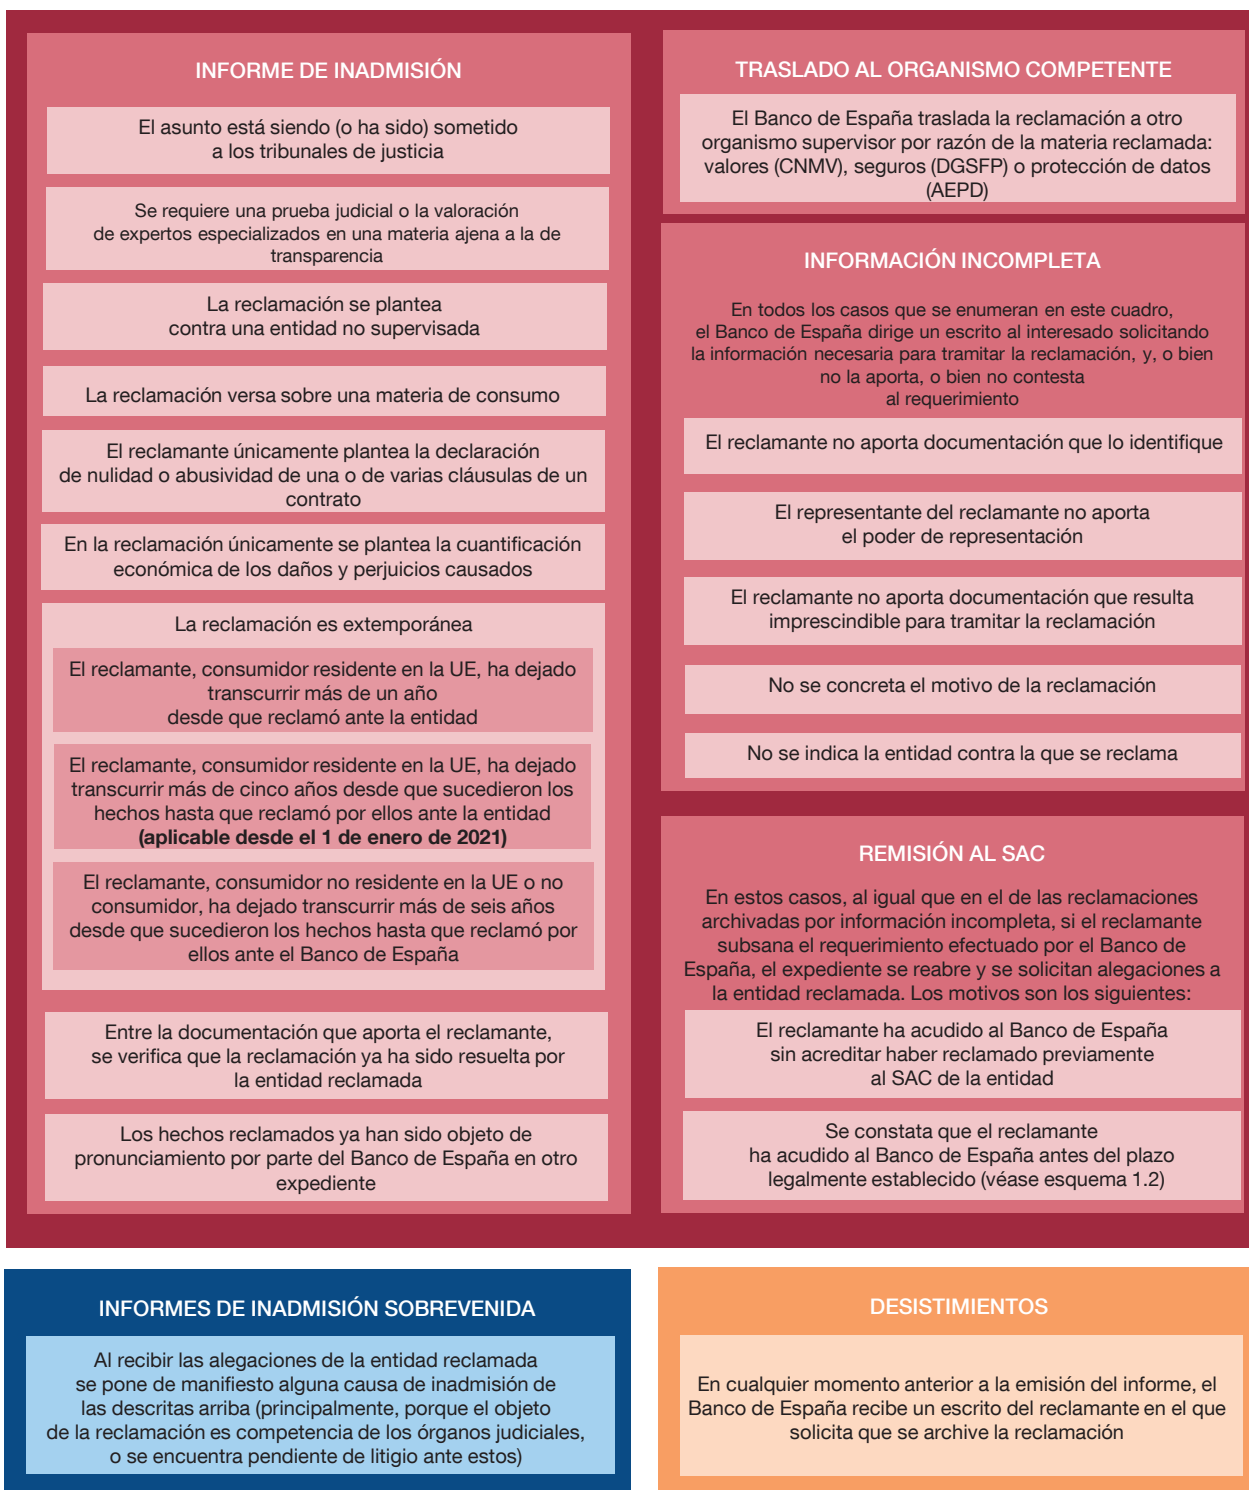 INFORME DE INADMISIÓN
El asunto está siendo (o ha sido) sometido
a los tribunales de justicia
Se requiere una prueba judicial o la valoración
de expertos especializados en una materia ajena a la de
transparencia
La reclamación se plantea
contra una entidad no supervisada
La reclamación versa sobre una materia de consumo
El reclamante únicamente plantea la declaración
de nulidad o abusividad de una o de varias cláusulas de un
contrato
En la reclamación únicamente se plantea la cuantificación
económica de los daños y perjuicios causados
La reclamación es extemporánea
El reclamante, consumidor residente en la UE, ha dejado
transcurrir más de un año
desde que reclamó ante la entidad
El reclamante, consumidor residente en la UE, ha dejado
transcurrir más de cinco años desde que sucedieron los
hechos hasta que reclamó por ellos ante la entidad
(aplicable desde el 1 de enero de 2021)
El reclamante, consumidor no residente en la UE o no
consumidor, ha dejado transcurrir más de seis años
desde que sucedieron los hechos hasta que reclamó por
ellos ante el Banco de España
Entre la documentación que aporta el reclamante,
se verifica que la reclamación ya ha sido resuelta por
la entidad reclamada
Los hechos reclamados ya han sido objeto de
pronunciamiento por parte del Banco de España en otro
expediente
TRASLADO AL ORGANISMO COMPETENTE
El Banco de España traslada la reclamación a otro
organismo supervisor por razón de la materia reclamada:
valores (CNMV), seguros (DGSFP) o protección de datos
(AEPD)
INFORMACIÓN INCOMPLETA
En todos los casos que se enumeran en este cuadro,
el Banco de España dirige un escrito al interesado solicitando
la información necesaria para tramitar la reclamación, y, o bien
no la aporta, o bien no contesta
al requerimiento
El reclamante no aporta documentación que lo identifique
El representante del reclamante no aporta
el poder de representación
El reclamante no aporta documentación que resulta
imprescindible para tramitar la reclamación
No se concreta el motivo de la reclamación
No se indica la entidad contra la que se reclama
REMISIÓN AL SAC
En estos casos, al igual que en el de las reclamaciones
archivadas por información incompleta, si el reclamante
subsana el requerimiento efectuado por el Banco de
España, el expediente se reabre y se solicitan alegaciones a
la entidad reclamada. Los motivos son los siguientes:
El reclamante ha acudido al Banco de España
sin acreditar haber reclamado previamente
al SAC de la entidad
Se constata que el reclamante
ha acudido al Banco de España antes del plazo
legalmente establecido (véase esquema 1.2)
INFORMES DE INADMISIÓN SOBREVENIDA
Al recibir las alegaciones de la entidad reclamada
se pone de manifiesto alguna causa de inadmisión de
las descritas arriba (principalmente, porque el objeto
de la reclamación es competencia de los órganos judiciales,
o se encuentra pendiente de litigio ante estos)
DESISTIMIENTOS
En cualquier momento anterior a la emisión del informe, el
Banco de España recibe un escrito del reclamante en el que
solicita que se archive la reclamación